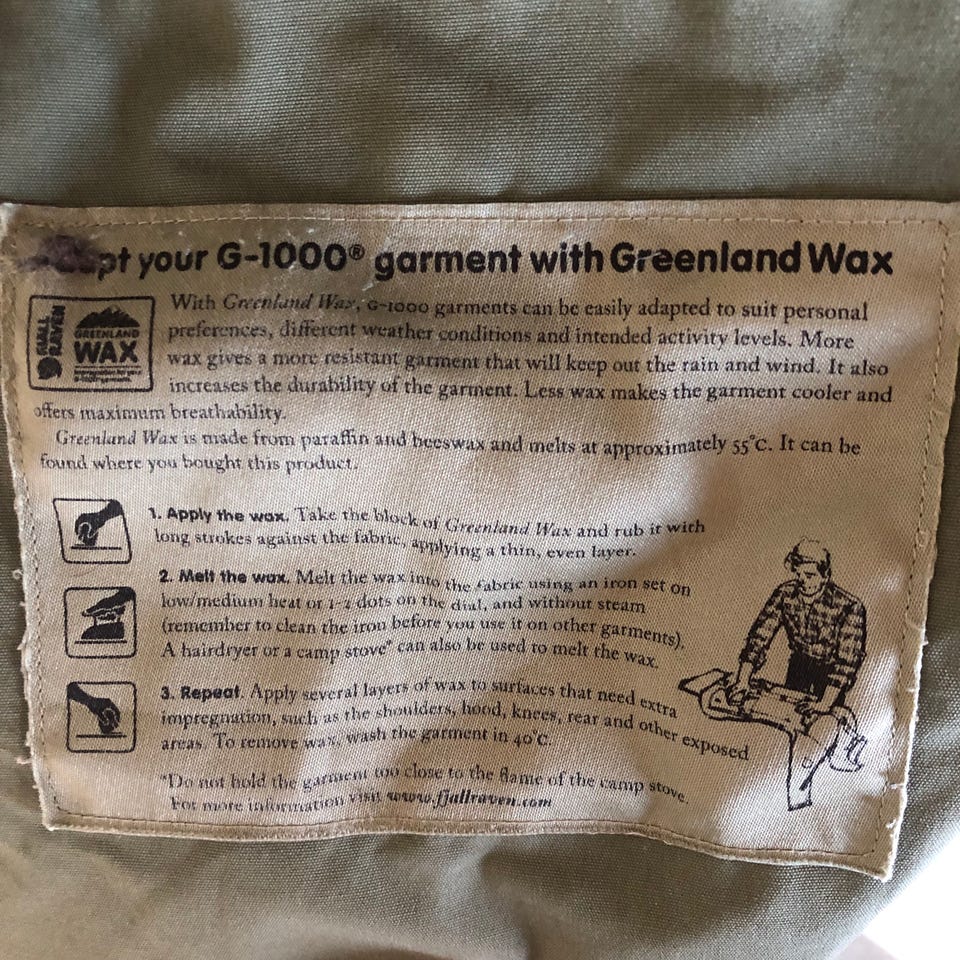 your G-1000® garment with Greenland Wax
FJÄLL
RÄVEN
GREENLAND
WAX
With Greenland Wax, G-1000 garments can be easily adapted to suit personal
preferences, different weather conditions and intended activity levels. More
wax gives a more resistant garment that will keep out the rain and wind. It also
increases the durability of the garment. Less wax makes the garment cooler and
offers maximum breathability.
Greenland Wax is made from paraffin and beeswax and melts at approximately 55°C. It can be
found where you bought this product.
1. Apply the wax. Take the block of Greenland Wax and rub it with
long strokes against the fabric, applying a thin, even layer.
2. Melt the wax. Melt the wax into the fabric using an iron set on
low/medium heat or 1-2 dots on the dial, and without steam
(remember to clean the iron before you use it on other garments).
A hairdryer or a camp stove* can also be used to melt the wax.
3. Repeat. Apply several layers of wax to surfaces that need extra
impregnation, such as the shoulders, hood, knees, rear and other exposed
areas. To remove wax, wash the garment in 40°C.
*Do not hold the garment too close to the flame of the camp stove.
For more information visit www.fjallraven.com